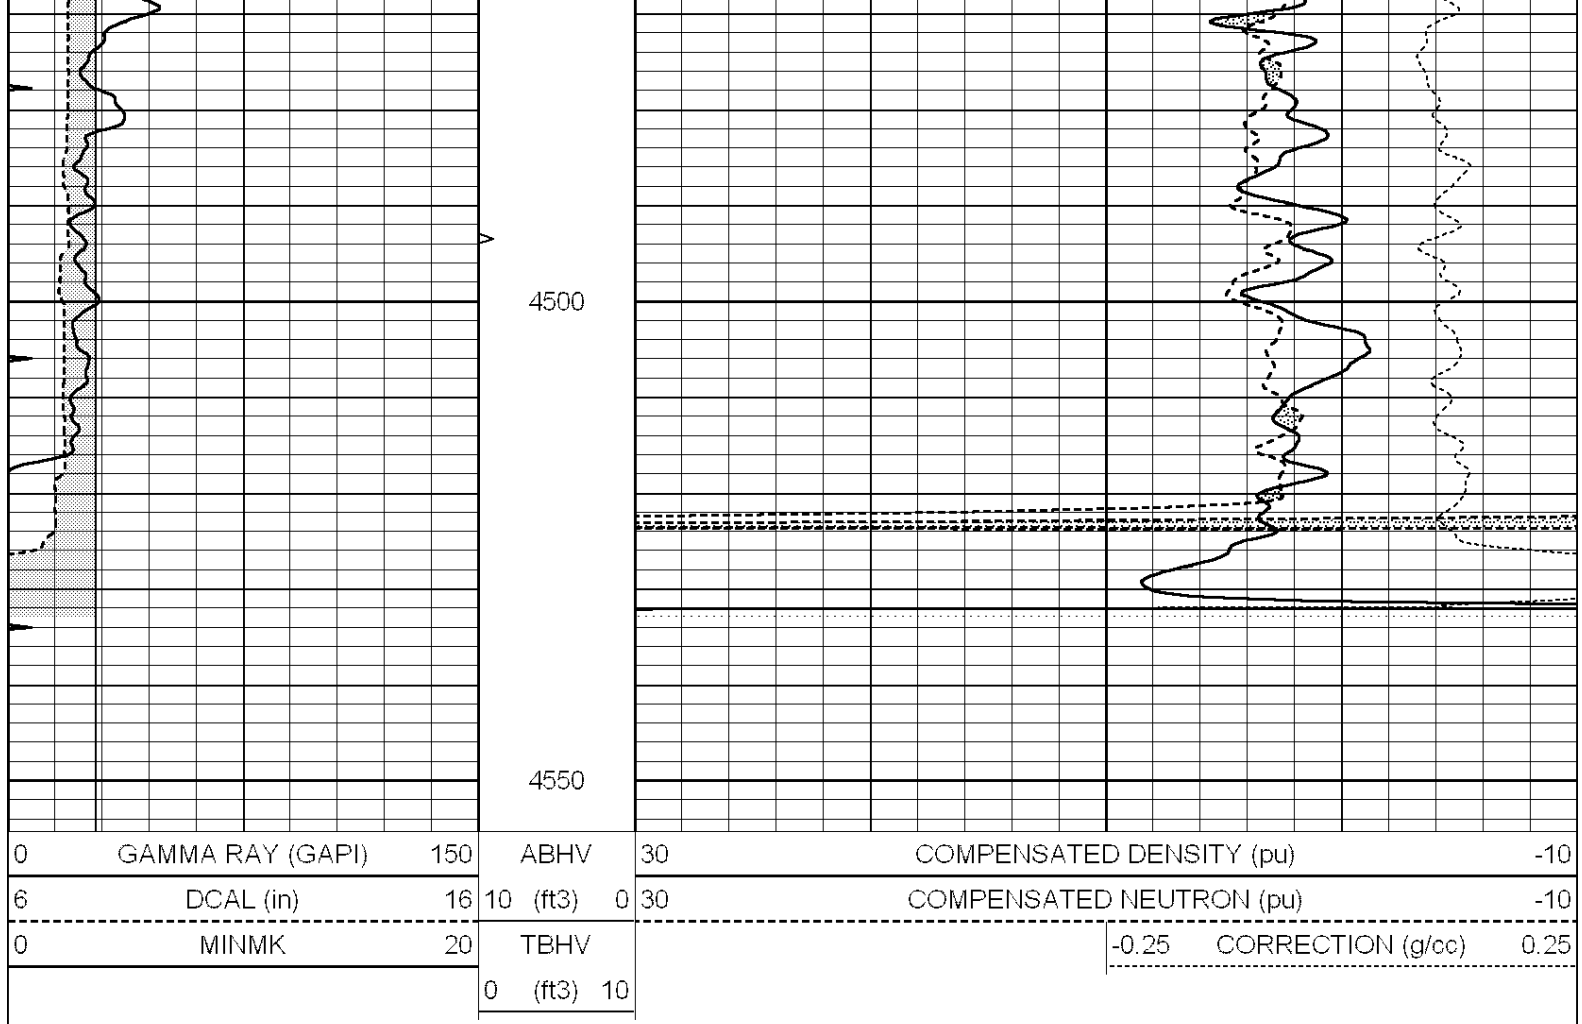 4500
4550
0 GAMMA RAY (GAPI) 150 ABHV 30 COMPENSATED DENSITY (pu) -10
6 DCAL (in) 16 10 (ft3) 0 30 COMPENSATED NEUTRON (pu) -10
0 MINMK 20 TBHV -0.25 CORRECTION (g/cc) 0.25
0 (ft3) 10